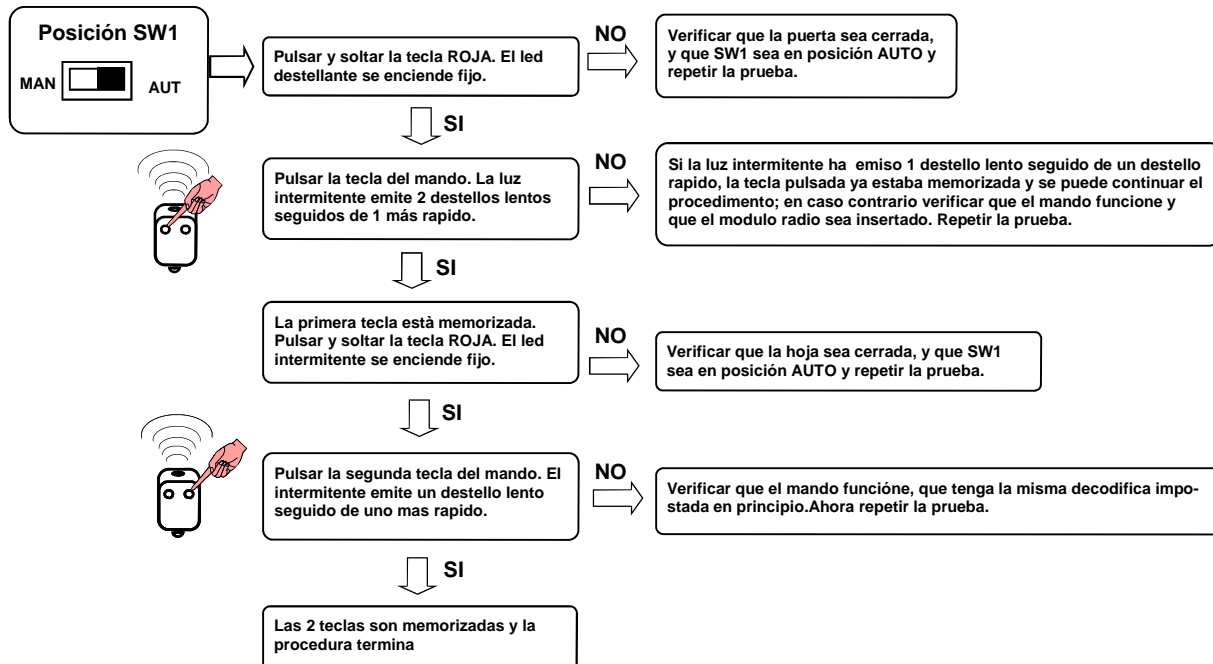 Posición SW1
MAN
AUT
Pulsar y soltar la tecla ROJA. El led
destellante se enciende fijo.
NO
Verificar que la puerta sea cerrada,
y que SW1 sea en posición AUTO y
repetir la prueba.
SI
Pulsar la tecla del mando. La luz
intermitente emite 2 destellos lentos
seguidos de 1 más rapido.
NO
Si la luz intermitente ha emiso 1 destello lento seguido de un destello
rapido, la tecla pulsada ya estaba memorizada y se puede continuar el
procedimento; en caso contrario verificar que el mando funcione y
que el modulo radio sea insertado. Repetir la prueba.
SI
La primera tecla està memorizada.
Pulsar y soltar la tecla ROJA. El led
intermitente se enciende fijo.
NO
Verificar que la hoja sea cerrada, y que SW1
sea en posición AUTO y repetir la prueba.
SI
Pulsar la segunda tecla del mando. El
intermitente emite un destello lento
seguido de uno mas rapido.
NO
Verificar que el mando funcióne, que tenga la misma decodifica impo-
stada en principio.Ahora repetir la prueba.
SI
Las 2 teclas son memorizadas y la
procedura termina